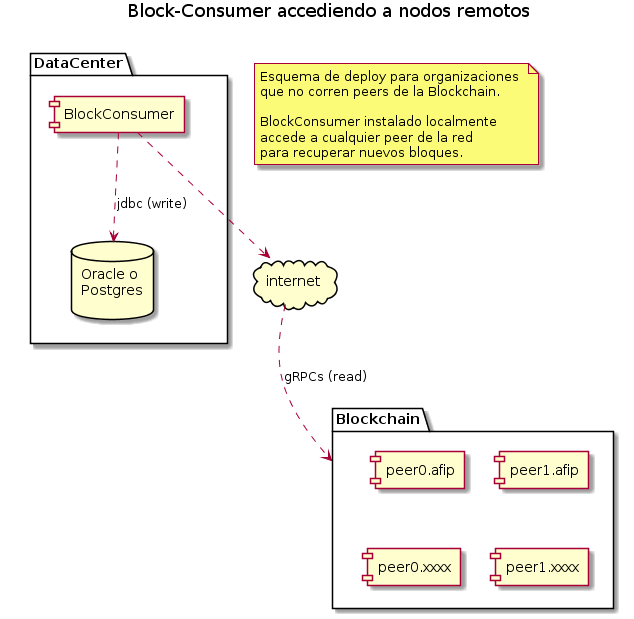 Block-Consumer accediendo a nodos remotos
DataCenter
BlockConsumer
Esquema de deploy para organizaciones
que no corren peers de la Blockchain.
BlockConsumer instalado localmente
accede a cualquier peer de la red
para recuperar nuevos bloques.
jdbc (write)
Oracle o
Postgres
internet
gRPCs (read)
Blockchain
peer0.afip
peer1.afip
peer0.xxxx
peer1.xxxx